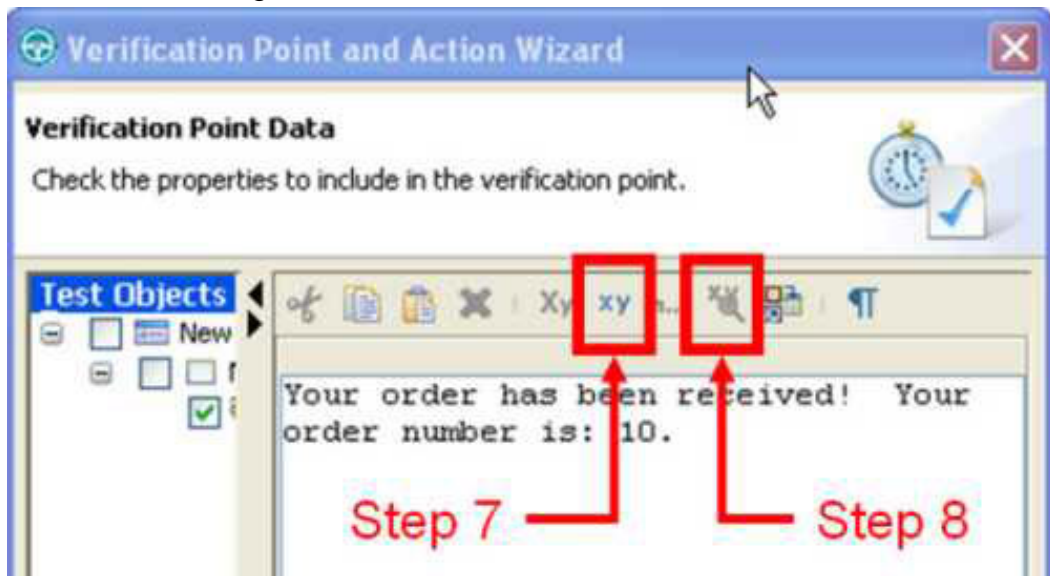 Verification Point and Action Wizard
Verification Point Data
Check the properties to include in the verification point.
Test Objects
New
Xy xy
Your order has been received! Your
order number is: 10.
Step 7
Step 8